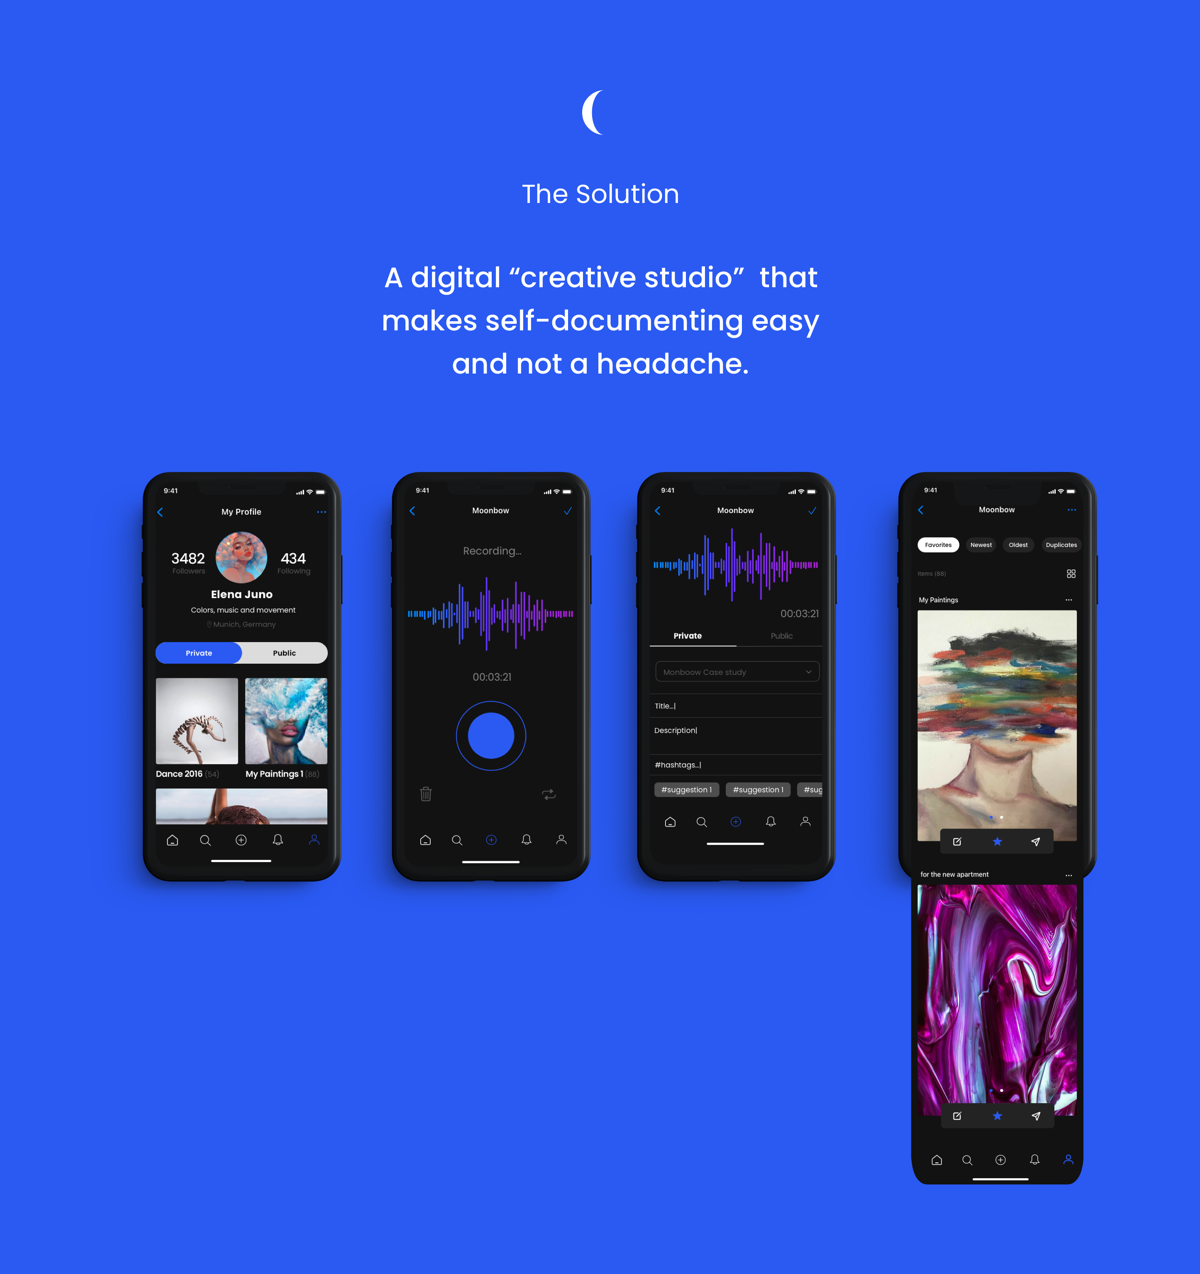 The Solution
A digital “creative studio” that
makes self-documenting easy
and not a headache.
9:41
My Profile
3482
Followers
434
Following
Elena Juno
Colors, music and movement
Munich, Germany
Private
Public
Dance 2016 (54)
My Paintings 1 (88)
9:41
Moonbow
Recording...
00:03:21
9:41
Moonbow
00:03:21
Private
Public
Monboow Case study
Title...|
Description|
#hashtags...|
#suggestion 1
#suggestion 1
#sug
9:41
Moonbow
Favorites
Newest
Oldest
Duplicates
Items (88)
My Paintings
for the new apartment